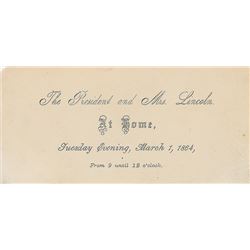 The President and Mrs. Lincoln.
At Home,
Tuesday Evening, March 1, 1864,
From 9 until 12 o'clock.